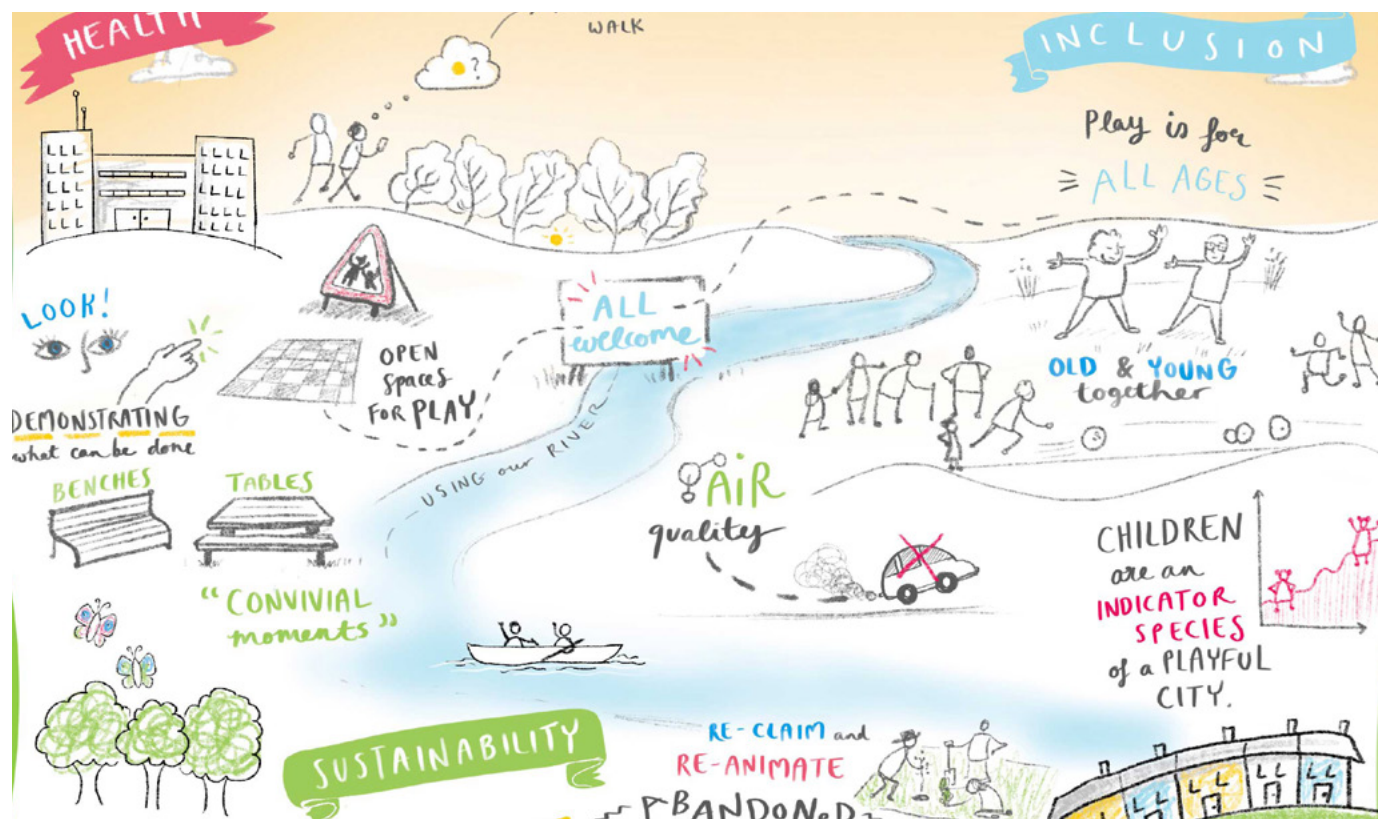 HEALTH
WALK
?
INCLUSION
Play is for
ALL AGES
LOOK!
DEMONSTRATING
what can be done
OPEN
spaces
FOR PLAY
ALL
welcome
OLD & YOUNG
together
USING our RIVER
BENCHES
TABLES
"CONVIVIAL
moments"
AIR
quality
CHILDREN
are an
INDICATOR
SPECIES
of a PLAYFUL
CITY.
SUSTAINABILITY
RE-CLAIM and
RE-ANIMATE
ABANDONED